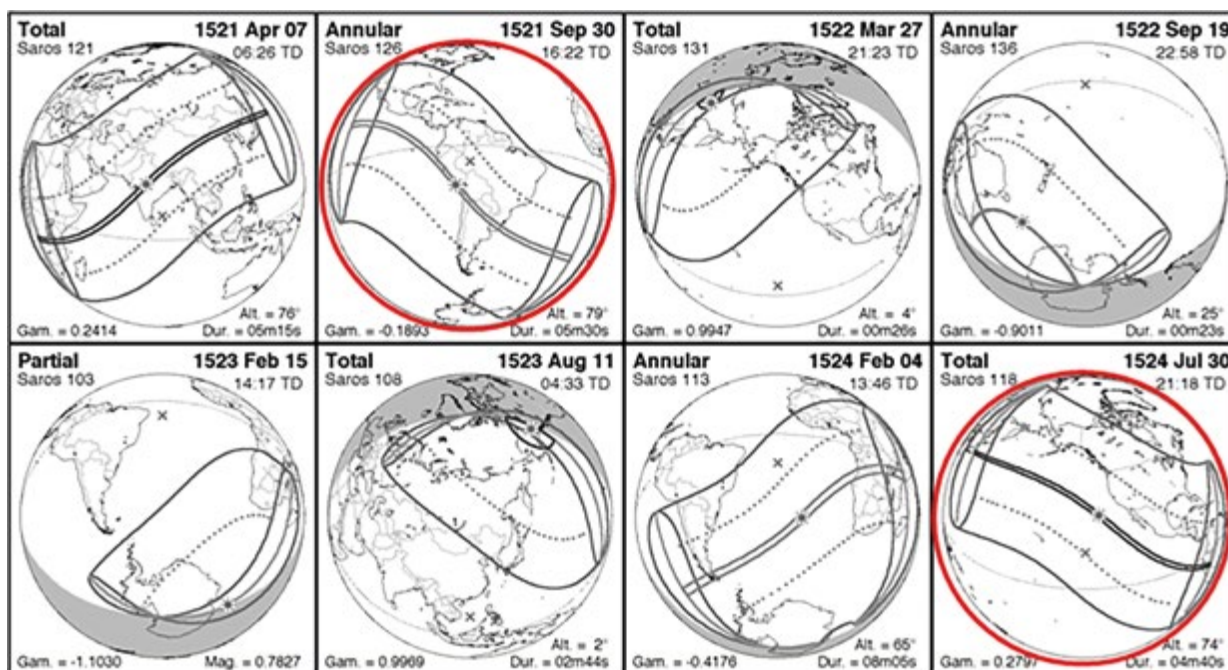 Total 1521 Apr 07
Saros 121 06:26 TD
Alt. = 76°
Gam. = 0.2414 Dur. = 05m15s
Annular 1521 Sep 30
Saros 126 16:22 TD
Alt. = 79°
Gam. = -0.1893 Dur. = 05m30s
Total 1522 Mar 27
Saros 131 21:23 TD
Alt. = 4°
Gam. = 0.9947 Dur. = 00m26s
Annular 1522 Sep 19
Saros 136 22:58 TD
Alt. = 25°
Gam. = -0.9011 Dur. = 00m23s
Partial 1523 Feb 15
Saros 103 14:17 TD
Gam. = -1.1030 Mag. = 0.7827
Total 1523 Aug 11
Saros 108 04:33 TD
Alt. = 2°
Gam. = 0.9969 Dur. = 02m44s
Annular 1524 Feb 04
Saros 113 13:46 TD
Alt. = 65°
Gam. = -0.4176 Dur. = 08m05s
Total 1524 Jul 30
Saros 118 21:18 TD
Alt. = 74°
Gam. = 0.2797 Dur. = 04m40s